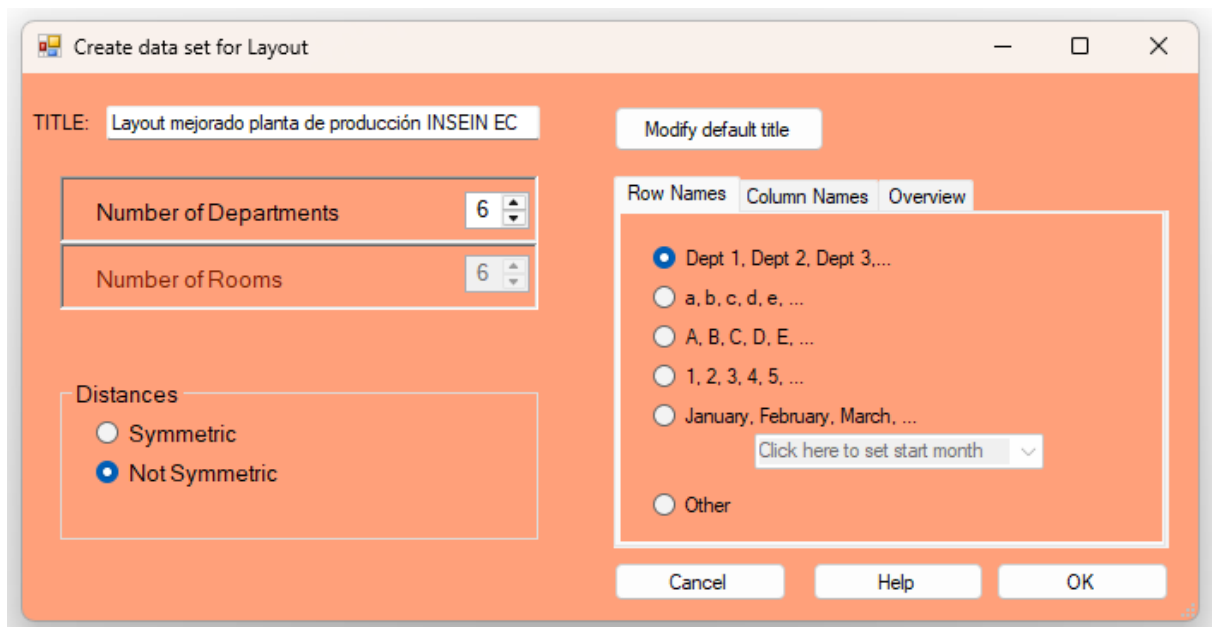 Create data set for Layout
TITLE: Layout mejorado planta de producción INSEIN EC
Modify default title
Number of Departments 6
Number of Rooms 6
Distances
Symmetric
Not Symmetric
Row Names Column Names Overview
Dept 1, Dept 2, Dept 3,...
a, b, c, d, e, ...
A, B, C, D, E, ...
1, 2, 3, 4, 5, ...
January, February, March, ...
Click here to set start month
Other
Cancel Help OK